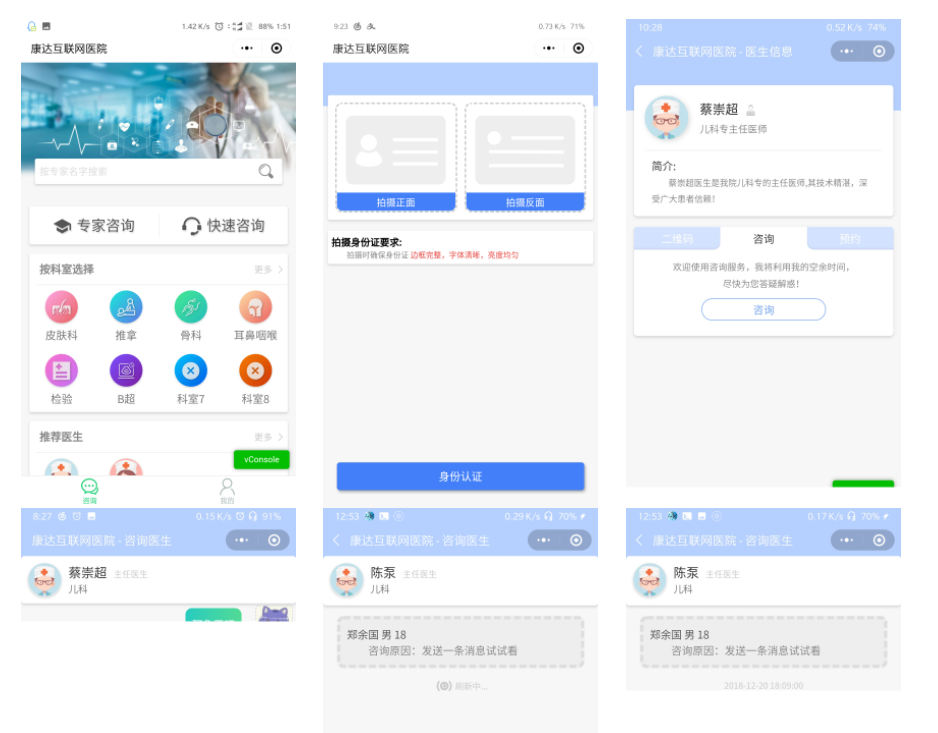 1.42 K/s 88% 1:51
康达互联网医院
按专家名字搜索
专家咨询 快速咨询
按科室选择 更多 >
皮肤科 推拿 骨科 耳鼻咽喉
检验 B超 科室7 科室8
推荐医生 更多 >
vConsole
咨询 我的
9:23 0.73 K/s 71%
康达互联网医院
拍摄正面 拍摄反面
拍摄身份证要求:
拍摄时确保身份证 边框完整，字体清晰，亮度均匀
身份认证
10:28 0.52 K/s 74%
康达互联网医院 - 医生信息
蔡崇超
儿科专主任医师
简介:
蔡崇超医生是我院儿科专的主任医师,其技术精湛，深
受广大患者信赖！
二维码 咨询 预约
欢迎使用咨询服务，我将利用我的空余时间，
尽快为您答疑解惑！
咨询
8:27 0.15 K/s 91%
康达互联网医院 - 咨询医生
蔡崇超 主任医生
儿科
12:53 0.29 K/s 70%
康达互联网医院 - 咨询医生
陈泵 主任医生
儿科
郑余国 男 18
咨询原因：发送一条消息试试看
刷新中...
12:53 0.17 K/s 70%
康达互联网医院 - 咨询医生
陈泵 主任医生
儿科
郑余国 男 18
咨询原因：发送一条消息试试看
2018-12-20 18:09:00